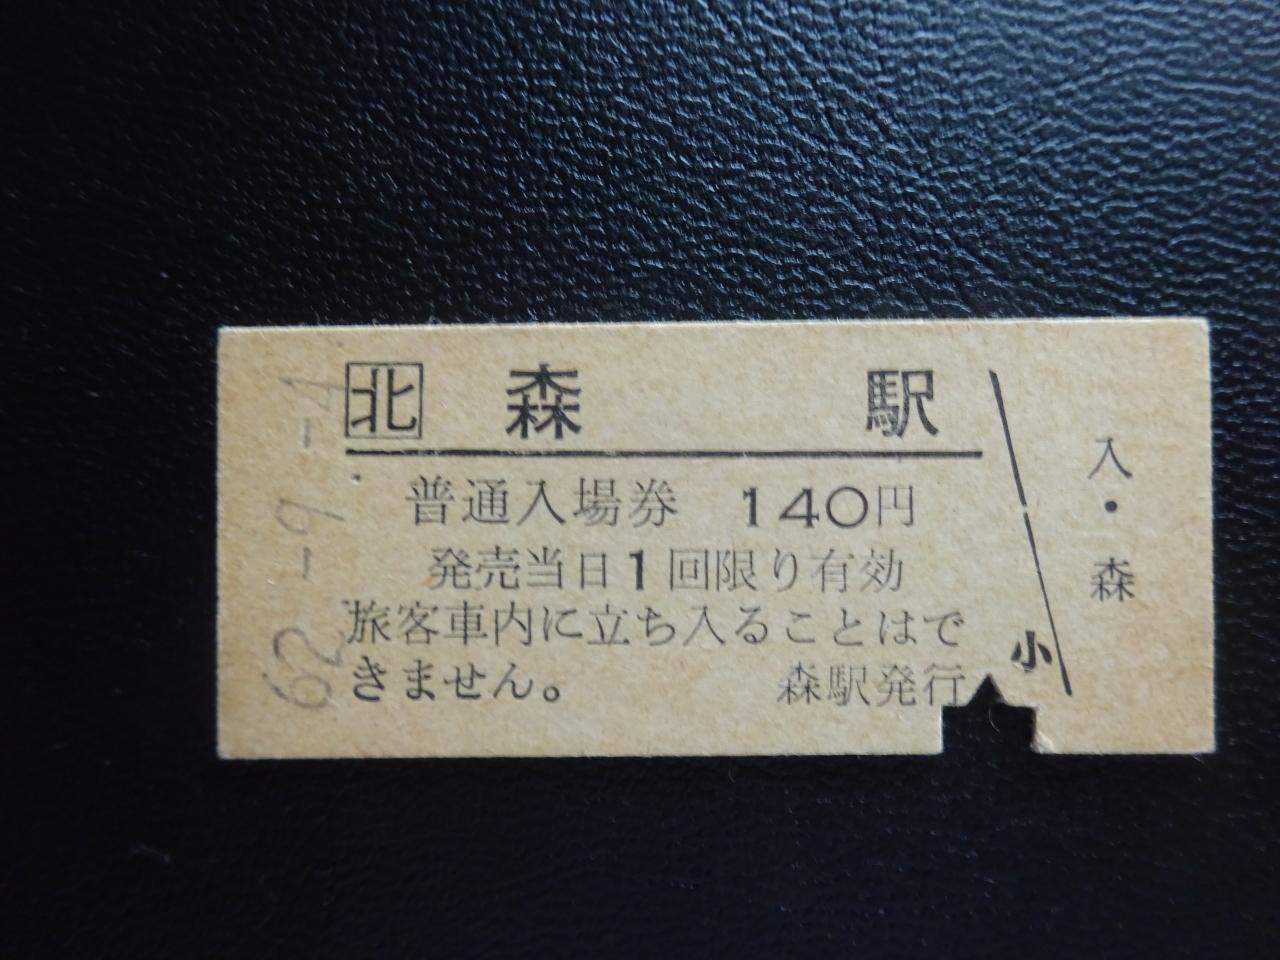 北 森 駅
普通入場券 140円
発売当日1回限り有効
旅客車内に立ち入ることはで
きません。 森駅発行
小
入・森
62-9-4